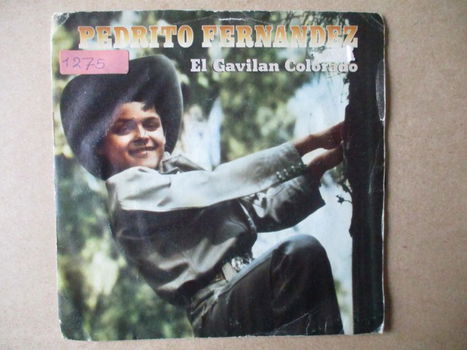 PEDRITO FERNANDEZ
1275
El Gavilan Colorado